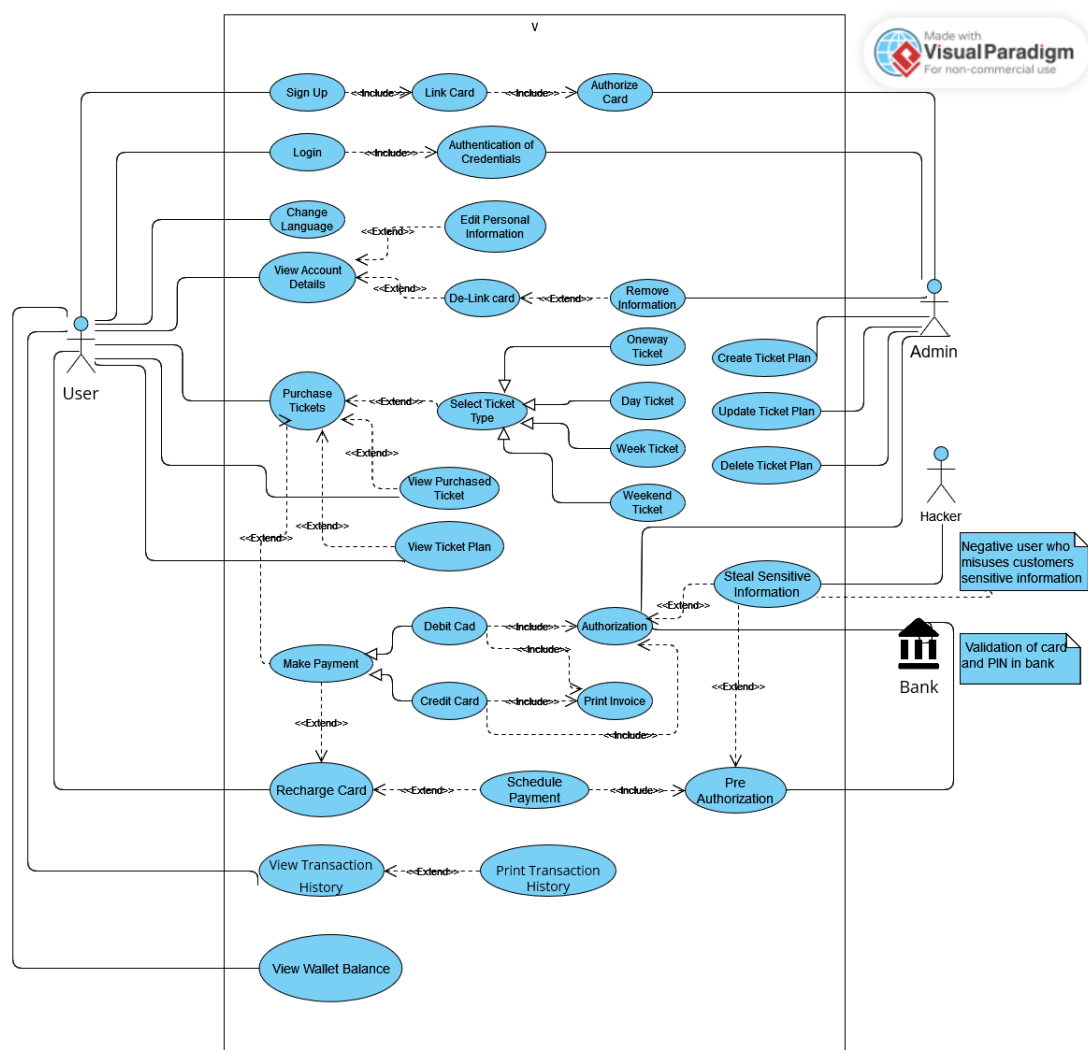 v
Made with
Visual Paradigm
For non-commercial use
Sign Up
<<Include>>
Link Card
<<Include>>
Authorize
Card
Login
<<Include>>
Authentication of
Credentials
Change
Language
<<Extend>>
Edit Personal
Information
View Account
Details
<<Extend>>
De-Link card
<<Extend>>
Remove
Information
User
Admin
Oneway
Ticket
Create Ticket Plan
Purchase
Tickets
<<Extend>>
Select Ticket
Type
Day Ticket
Update Ticket Plan
Week Ticket
<<Extend>>
Delete Ticket Plan
View Purchased
Ticket
Weekend
Ticket
Hacker
<<Extend>>
<<Extend>>
View Ticket Plan
Negative user who
misuses customers
sensitive information
Steal Sensitive
Information
<<Extend>>
Debit Cad
<<Include>>
Authorization
<<Include>>
Validation of card
and PIN in bank
Make Payment
Bank
Credit Card
<<Include>>
Print Invoice
<<Extend>>
<<Include>>
<<Extend>>
Recharge Card
<<Extend>>
Schedule
Payment
<<Include>>
Pre
Authorization
View Transaction
History
<<Extend>>
Print Transaction
History
View Wallet Balance